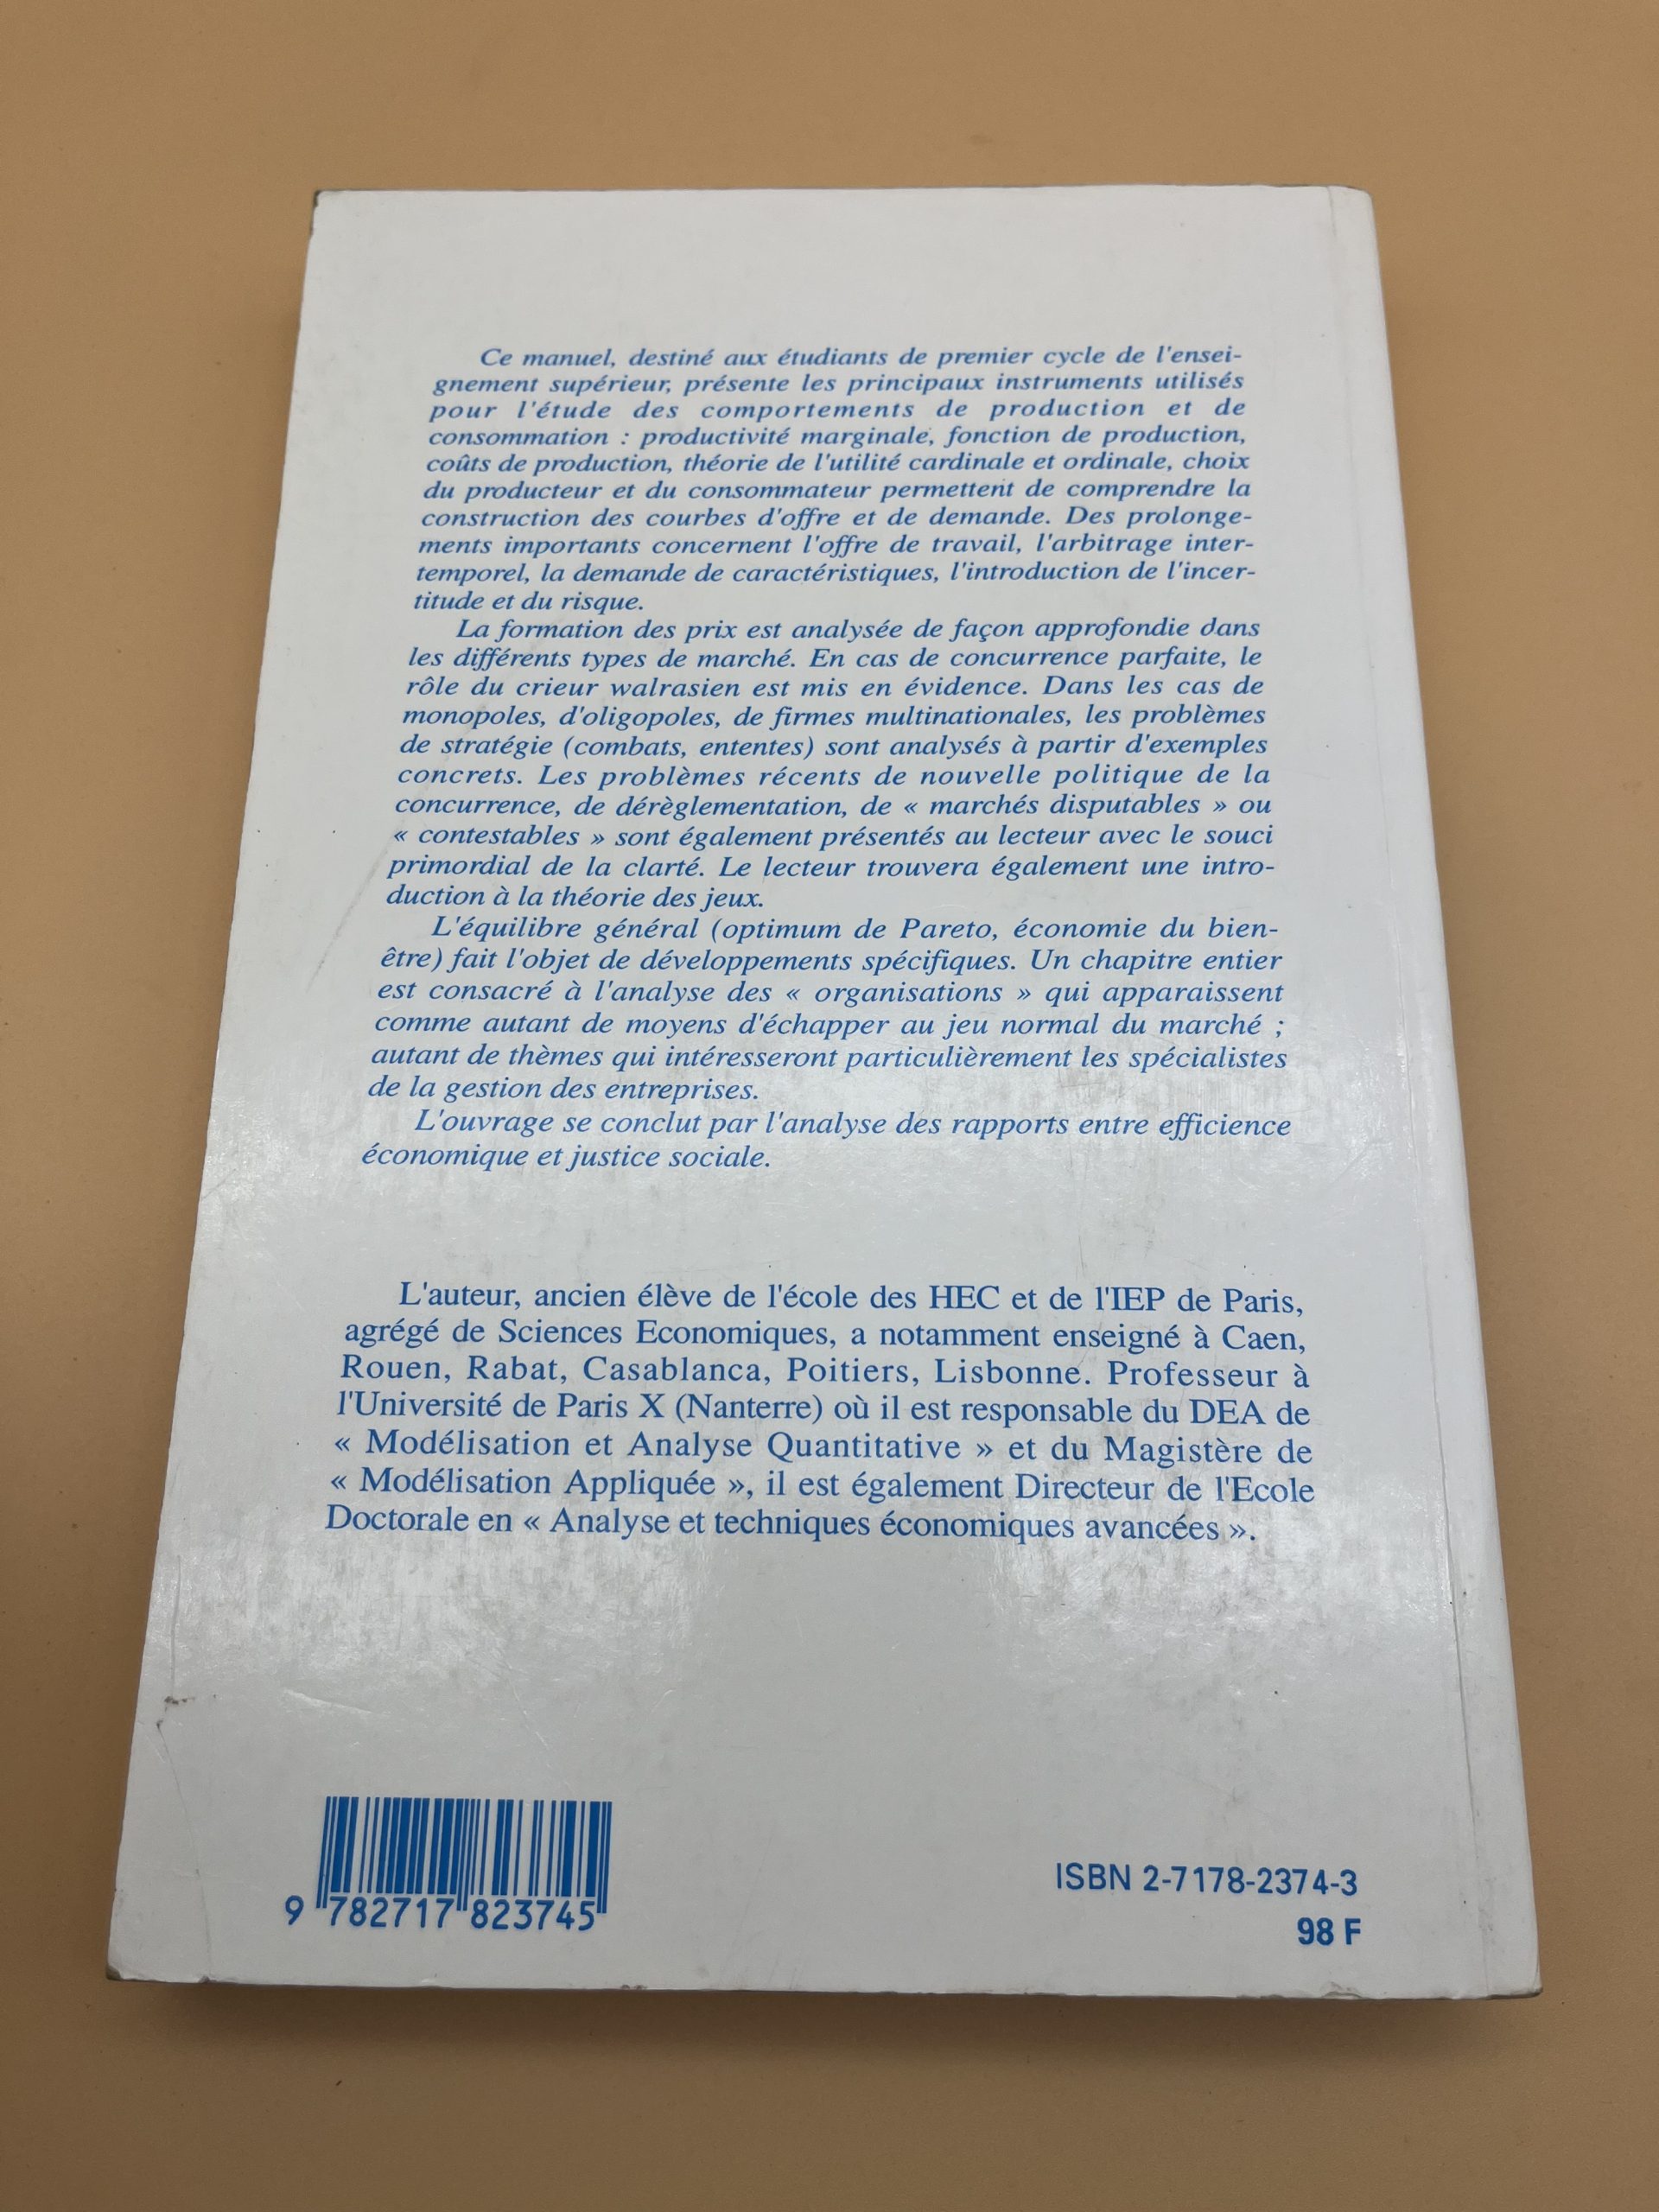 Ce manuel, destiné aux étudiants de premier cycle de l'ensei-
gnement supérieur, présente les principaux instruments utilisés
pour l'étude des comportements de production et de
consommation : productivité marginale, fonction de production,
coûts de production, théorie de l'utilité cardinale et ordinale, choix
du producteur et du consommateur permettent de comprendre la
construction des courbes d'offre et de demande. Des prolonge-
ments importants concernent l'offre de travail, l'arbitrage inter-
temporel, la demande de caractéristiques, l'introduction de l'incer-
titude et du risque.
La formation des prix est analysée de façon approfondie dans
les différents types de marché. En cas de concurrence parfaite, le
rôle du crieur walrasien est mis en évidence. Dans les cas de
monopoles, d'oligopoles, de firmes multinationales, les problèmes
de stratégie (combats, ententes) sont analysés à partir d'exemples
concrets. Les problèmes récents de nouvelle politique de la
concurrence, de dérèglementation, de « marchés disputables » ou
« contestables » sont également présentés au lecteur avec le souci
primordial de la clarté. Le lecteur trouvera également une intro-
duction à la théorie des jeux.
L'équilibre général (optimum de Pareto, économie du bien-
être) fait l'objet de développements spécifiques. Un chapitre entier
est consacré à l'analyse des « organisations » qui apparaissent
comme autant de moyens d'échapper au jeu normal du marché ;
autant de thèmes qui intéresseront particulièrement les spécialistes
de la gestion des entreprises.
L'ouvrage se conclut par l'analyse des rapports entre efficience
économique et justice sociale.
L'auteur, ancien élève de l'école des HEC et de l'IEP de Paris,
agrégé de Sciences Economiques, a notamment enseigné à Caen,
Rouen, Rabat, Casablanca, Poitiers, Lisbonne. Professeur à
l'Université de Paris X (Nanterre) où il est responsable du DEA de
« Modélisation et Analyse Quantitative » et du Magistère de
« Modélisation Appliquée », il est également Directeur de l'Ecole
Doctorale en « Analyse et techniques économiques avancées ».
9 782717 823745
ISBN 2-7178-2374-3
98 F